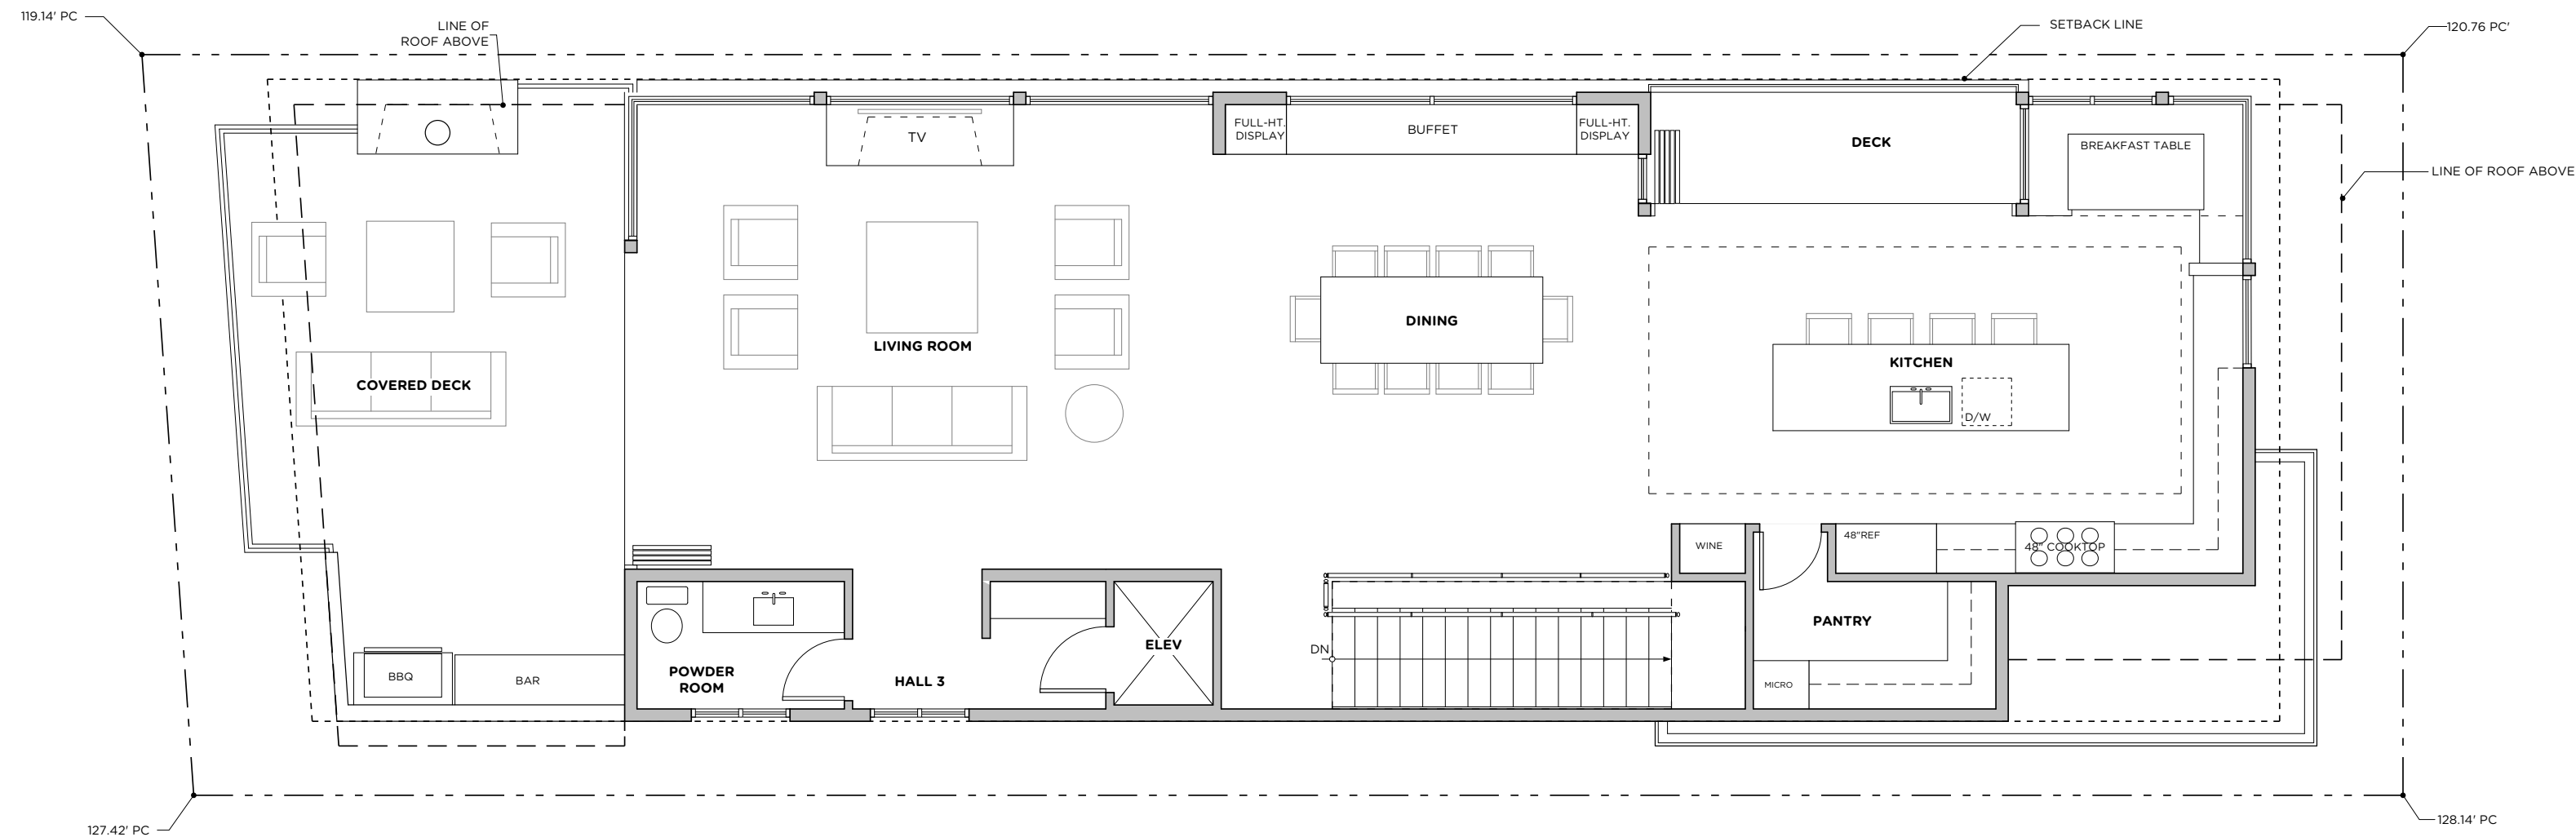 119.14' PC
LINE OF
ROOF ABOVE
SETBACK LINE
120.76 PC'
TV
FULL-HT.
DISPLAY
BUFFET
FULL-HT.
DISPLAY
DECK
BREAKFAST TABLE
LINE OF ROOF ABOVE
COVERED DECK
LIVING ROOM
DINING
KITCHEN
D/W
WINE
48"REF
48" COOKTOP
PANTRY
MICRO
DN
ELEV
HALL 3
POWDER
ROOM
BBQ
BAR
127.42' PC
128.14' PC